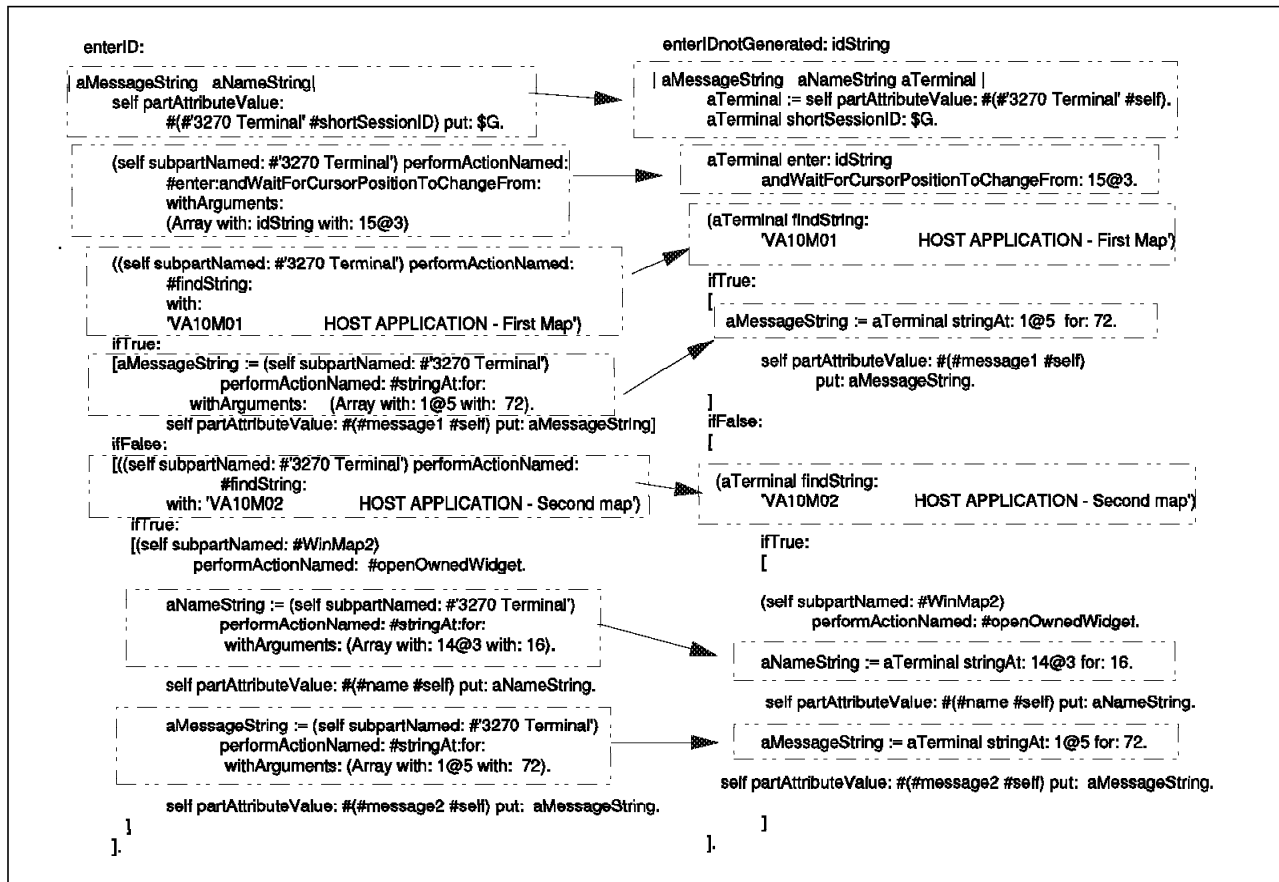 enterID:
| aMessageString aNameString|
self partAttributeValue:
#(#'3270 Terminal' #shortSessionID) put: $G.
(self subpartNamed: #'3270 Terminal') performActionNamed:
#enter:andWaitForCursorPositionToChangeFrom:
withArguments:
(Array with: idString with: 15@3)
((self subpartNamed: #'3270 Terminal') performActionNamed:
#findString:
with:
'VA10M01 HOST APPLICATION - First Map')
ifTrue:
[aMessageString := (self subpartNamed: #'3270 Terminal')
performActionNamed: #stringAt:for:
withArguments: (Array with: 1@5 with: 72).
self partAttributeValue: #(#message1 #self) put: aMessageString]
ifFalse:
[((self subpartNamed: #'3270 Terminal') performActionNamed:
#findString:
with: 'VA10M02 HOST APPLICATION - Second map')
ifTrue:
[(self subpartNamed: #WinMap2)
performActionNamed: #openOwnedWidget.
aNameString := (self subpartNamed: #'3270 Terminal')
performActionNamed: #stringAt:for:
withArguments: (Array with: 14@3 with: 16).
self partAttributeValue: #(#name #self) put: aNameString.
aMessageString := (self subpartNamed: #'3270 Terminal')
performActionNamed: #stringAt:for:
withArguments: (Array with: 1@5 with: 72).
self partAttributeValue: #(#message2 #self) put: aMessageString.
]
].
enterIDnotGenerated: idString
| aMessageString aNameString aTerminal |
aTerminal := self partAttributeValue: #(#'3270 Terminal' #self).
aTerminal shortSessionID: $G.
aTerminal enter: idString
andWaitForCursorPositionToChangeFrom: 15@3.
(aTerminal findString:
'VA10M01 HOST APPLICATION - First Map')
ifTrue:
[
aMessageString := aTerminal stringAt: 1@5 for: 72.
self partAttributeValue: #(#message1 #self)
put: aMessageString.
]
ifFalse:
[
(aTerminal findString:
'VA10M02 HOST APPLICATION - Second map')
ifTrue:
[
(self subpartNamed: #WinMap2)
performActionNamed: #openOwnedWidget.
aNameString := aTerminal stringAt: 14@3 for: 16.
self partAttributeValue: #(#name #self) put: aNameString.
aMessageString := aTerminal stringAt: 1@5 for: 72.
self partAttributeValue: #(#message2 #self) put: aMessageString.
]
].